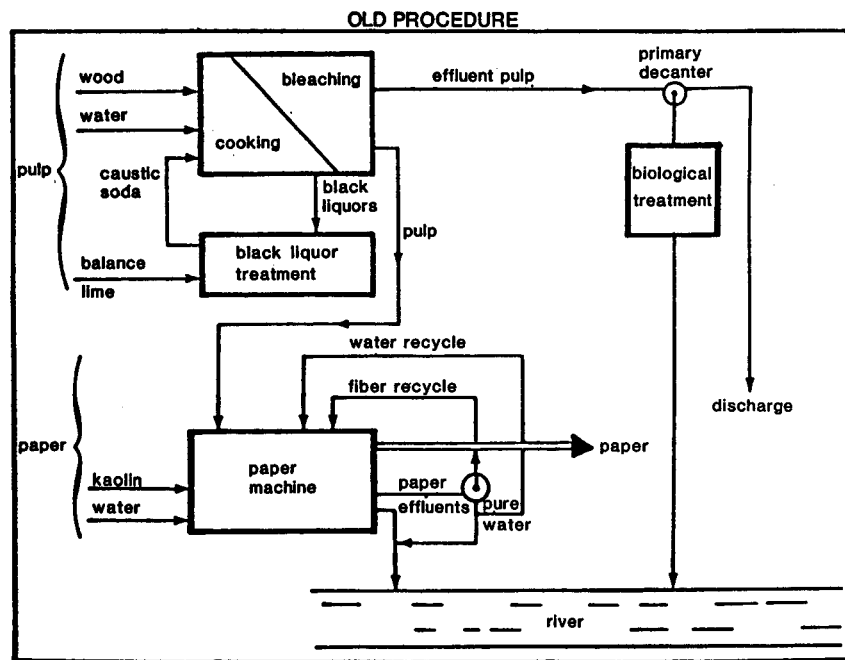 OLD PROCEDURE
primary
decanter
wood
bleaching
effluent pulp
water
cooking
pulp
caustic
soda
black
liquors
biological
treatment
pulp
black liquor
treatment
balance
lime
water recycle
fiber recycle
discharge
paper
paper
machine
paper
kaolin
paper
effluents
pure
water
water
river